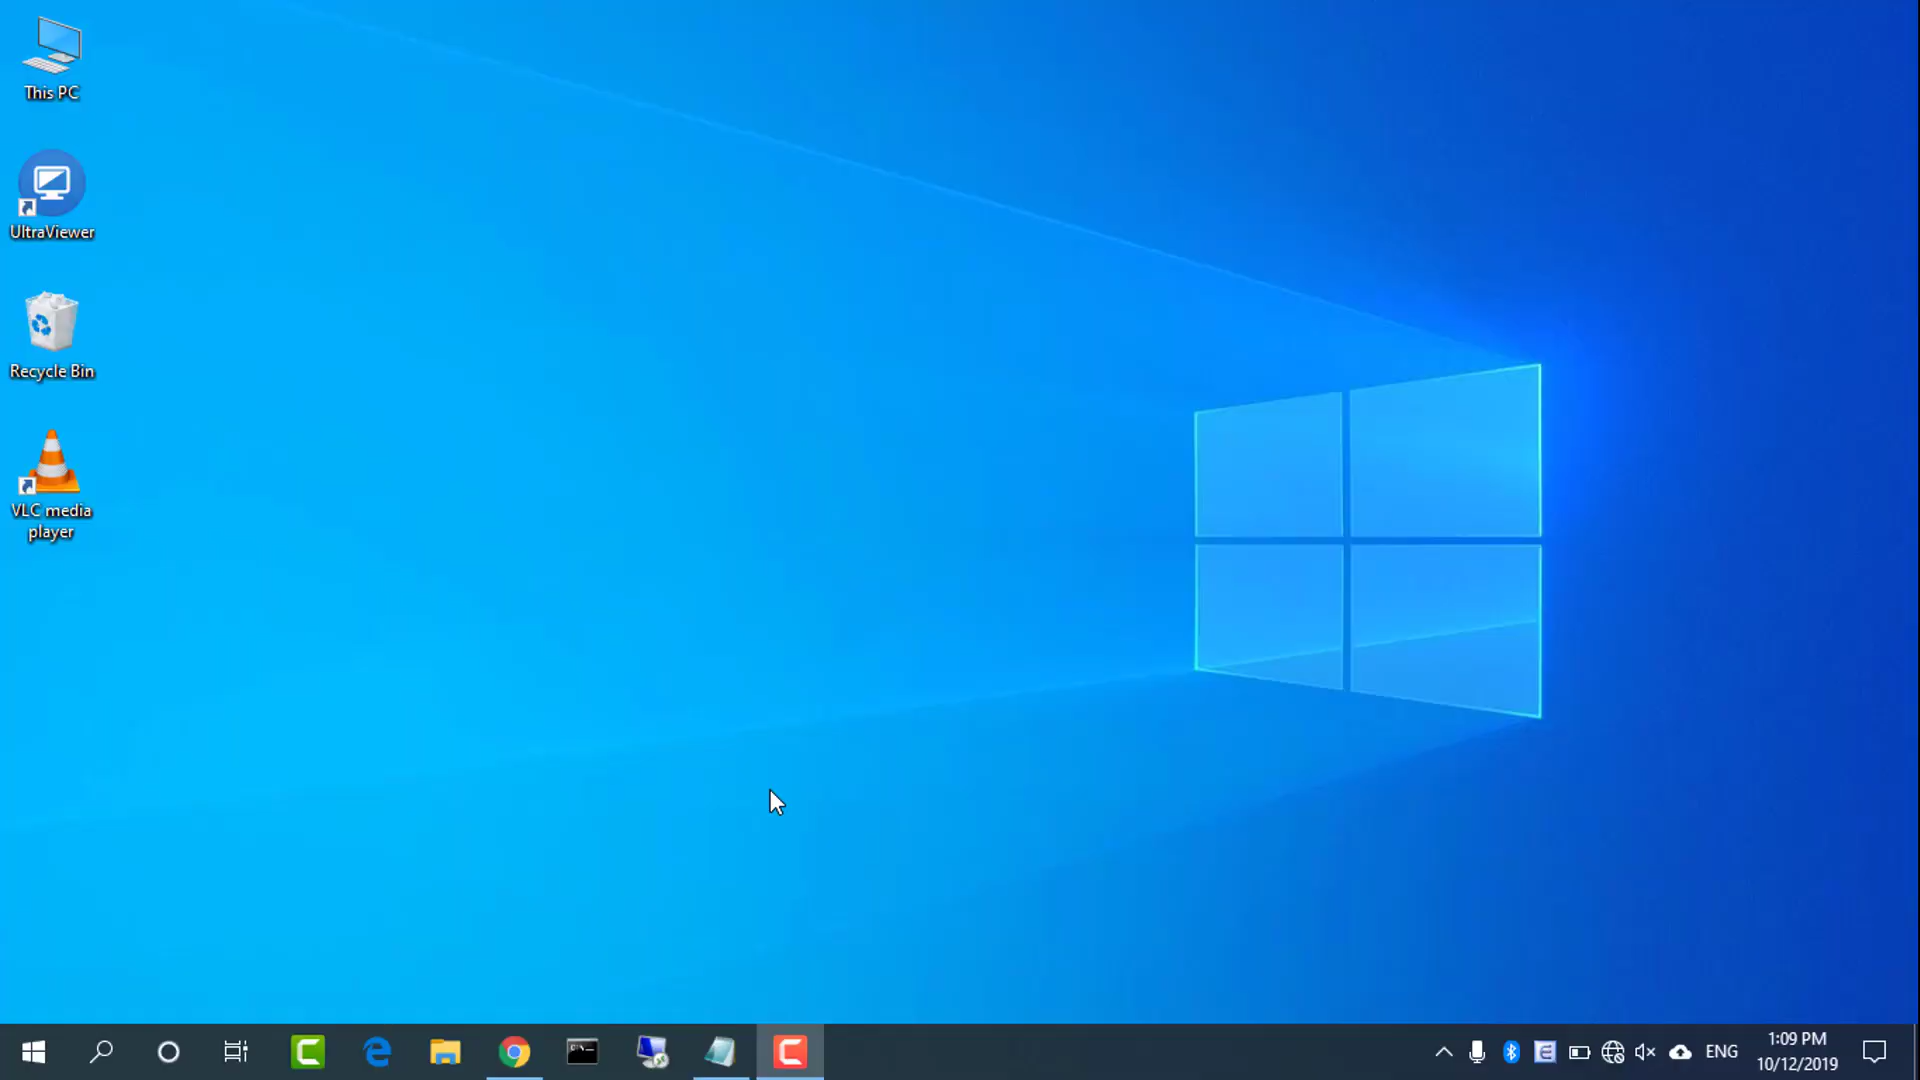 This PC
UltraViewer
Recycle Bin
VLC media
player
ENG
1:09 PM
10/12/2019